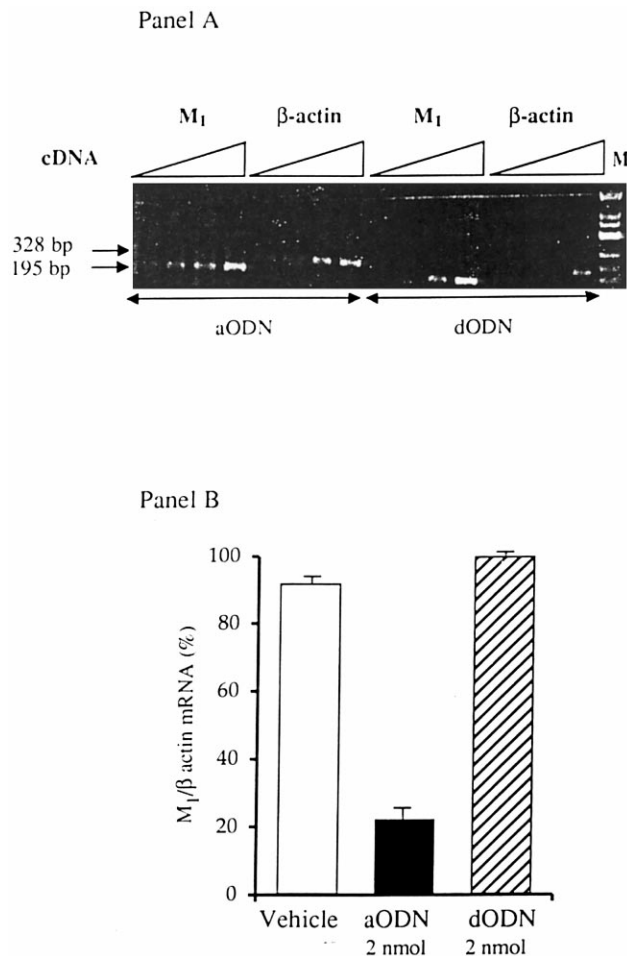 Panel A
M1 β-actin M1 β-actin
cDNA M
328 bp
195 bp
aODN dODN
Panel B
M1/β actin mRNA (%)
100
80
60
40
20
0
Vehicle aODN dODN
2 nmol 2 nmol